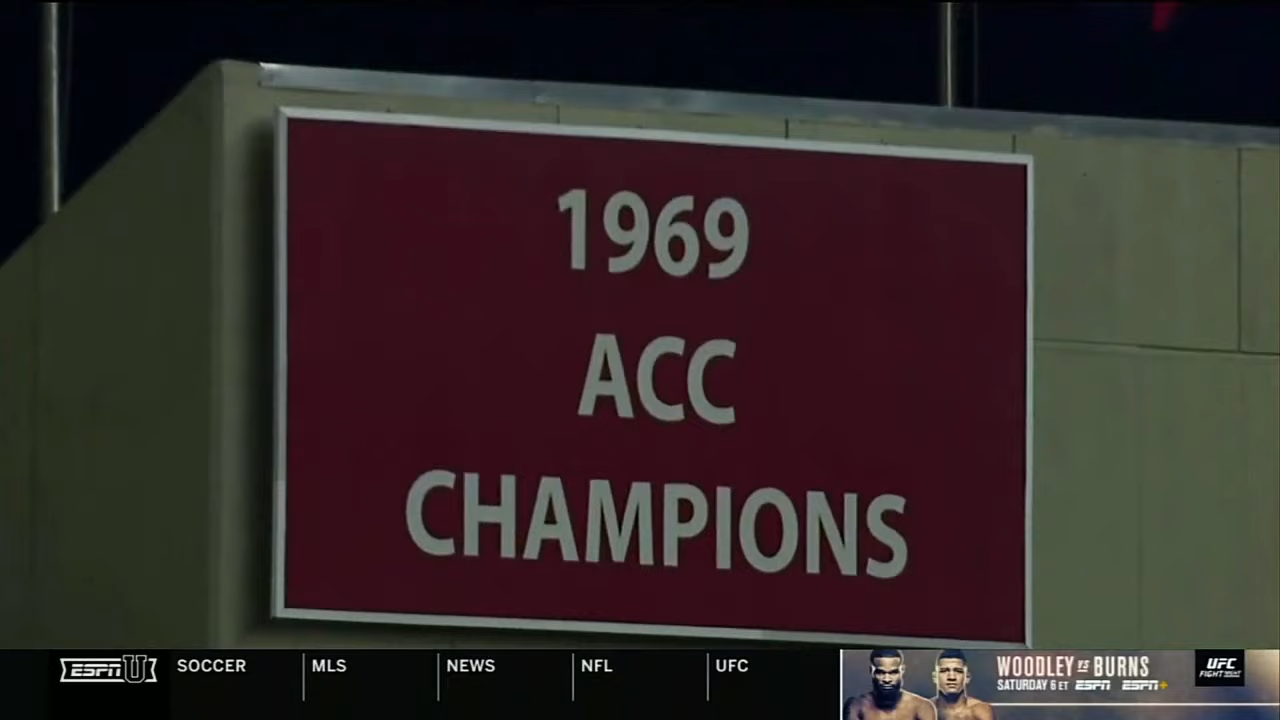 1969
ACC
CHAMPIONS
ESPNU
SOCCER
MLS
NEWS
NFL
UFC
WOODLEY VS BURNS
SATURDAY 6 ET ESPN ESPN+
UFC
FIGHT NIGHT